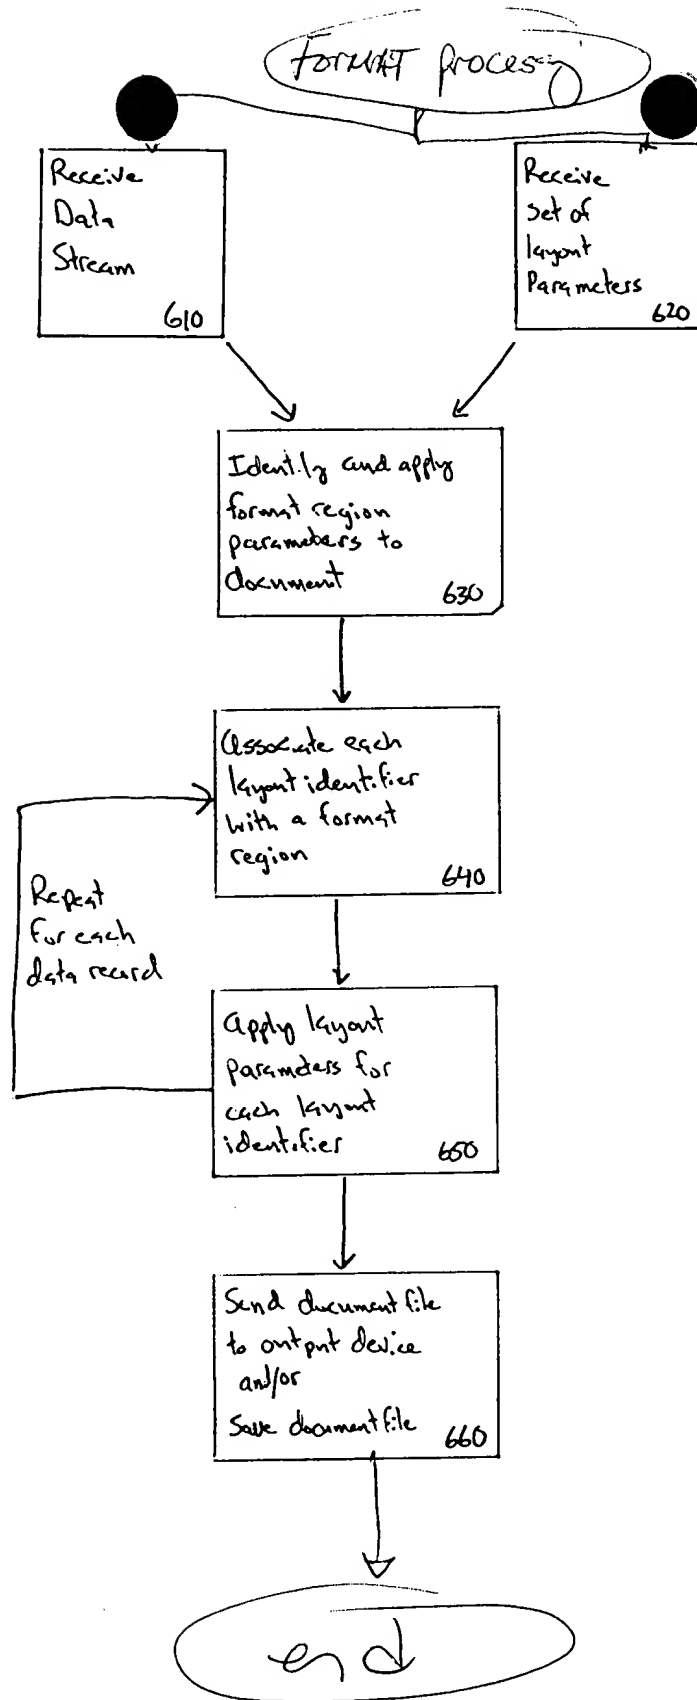 FORMAT process
Receive
Data
Stream
610
Receive
set of
layout
Parameters
620
Identify and apply
format region
parameters to
document
630
Associate each
layout identifier
with a format
region
640
Repeat
for each
data record
Apply layout
parameters for
each layout
identifier
650
Send document file
to output device
and/or
Save document file
660
end